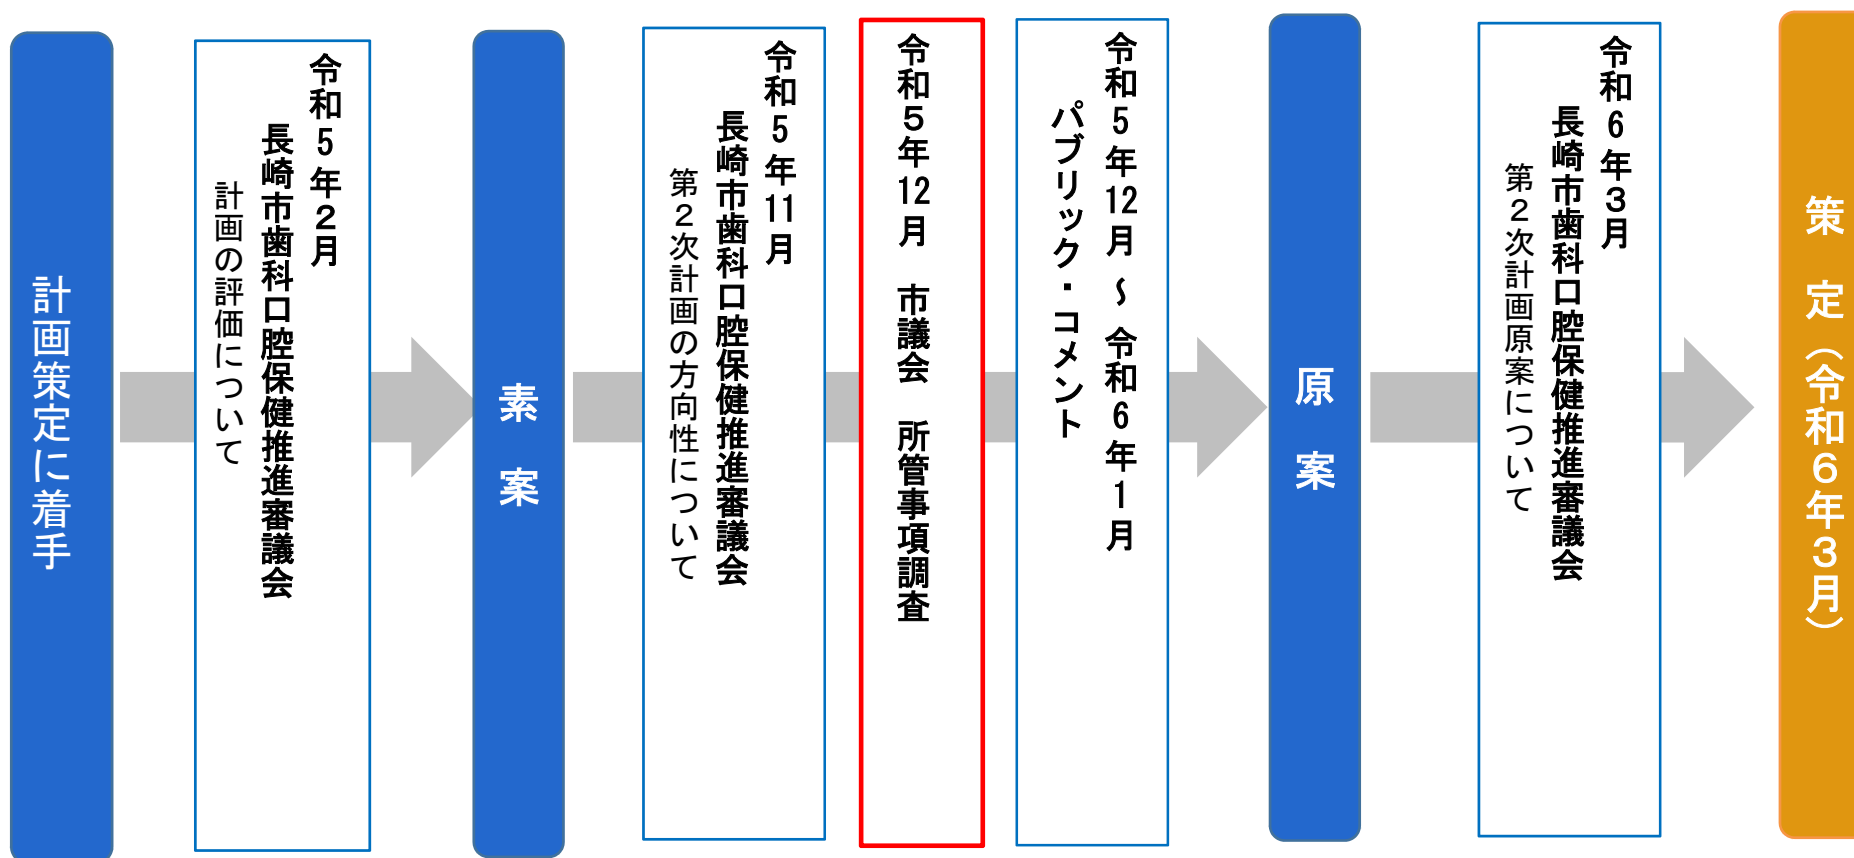 計画策定に着手
令和５年２月
長崎市歯科口腔保健推進審議会
計画の評価について
素　案
令和５年11月
長崎市歯科口腔保健推進審議会
第２次計画の方向性について
令和５年12月　市議会　所管事項調査
令和５年12月～令和６年１月
パブリック・コメント
原　案
令和６年３月
長崎市歯科口腔保健推進審議会
第２次計画原案について
策　定（令和６年３月）